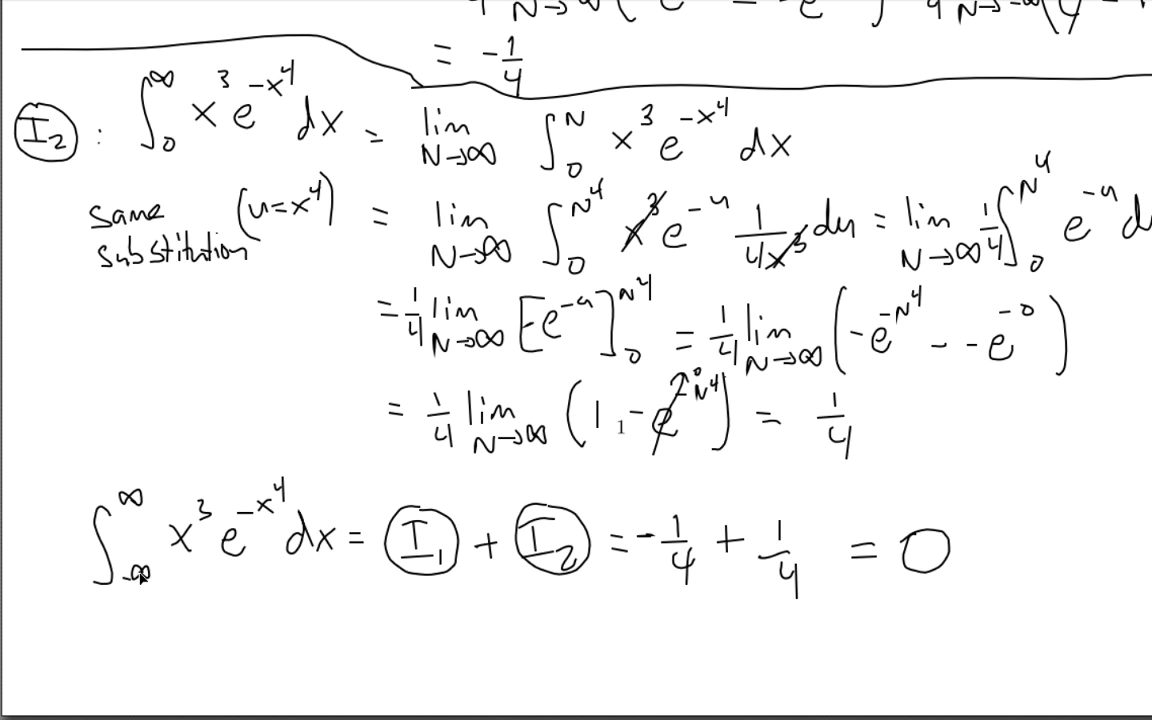 = -1/4
I₂ : ∫₀^∞ x³ e^(-x⁴) dx = lim N→∞ ∫₀^N x³ e^(-x⁴) dx
same substitution (u=x⁴) = lim N→∞ ∫₀^(N⁴) x³ e^(-u) 1/(4x³) du = lim N→∞ 1/4 ∫₀^(N⁴) e^(-u) d
= 1/4 lim N→∞ [-e^(-u)]₀^(N⁴) = 1/4 lim N→∞ (-e^(-N⁴) - -e^(-0))
= 1/4 lim N→∞ (1 - e^(-N⁴)) = 1/4
∫_(-∞)^∞ x³ e^(-x⁴) dx = I₁ + I₂ = -1/4 + 1/4 = 0